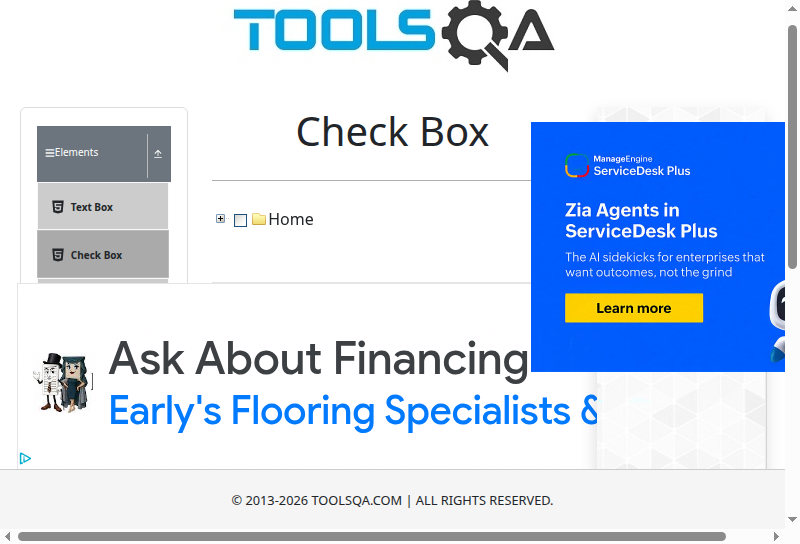 TOOLSQA
Elements
Text Box
Check Box
Check Box
Home
ManageEngine
ServiceDesk Plus
Zia Agents in
ServiceDesk Plus
The AI sidekicks for enterprises that
want outcomes, not the grind
Learn more
Ask About Financing
Early's Flooring Specialists &
© 2013-2026 TOOLSQA.COM | ALL RIGHTS RESERVED.